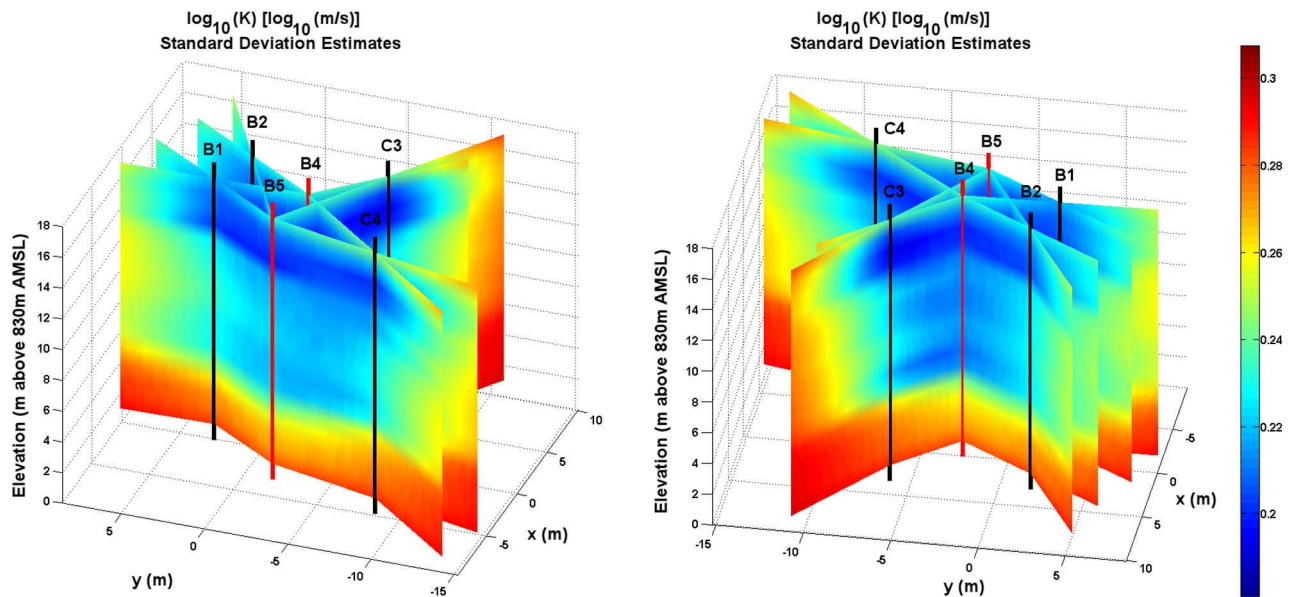 log10(K) [log10(m/s)]
Standard Deviation Estimates
B2
B1
B4
C3
B5
C4
Elevation (m above 830m AMSL)
18
16
14
12
10
8
6
4
2
0
5
0
-5
-10
-15
y (m)
10
5
0
-5
x (m)
log10(K) [log10(m/s)]
Standard Deviation Estimates
C4
B5
B4
B1
C3
B2
Elevation (m above 830m AMSL)
18
16
14
12
10
8
6
4
2
0
-15
-10
-5
0
5
10
y (m)
-5
0
5
x (m)
0.3
0.28
0.26
0.24
0.22
0.2